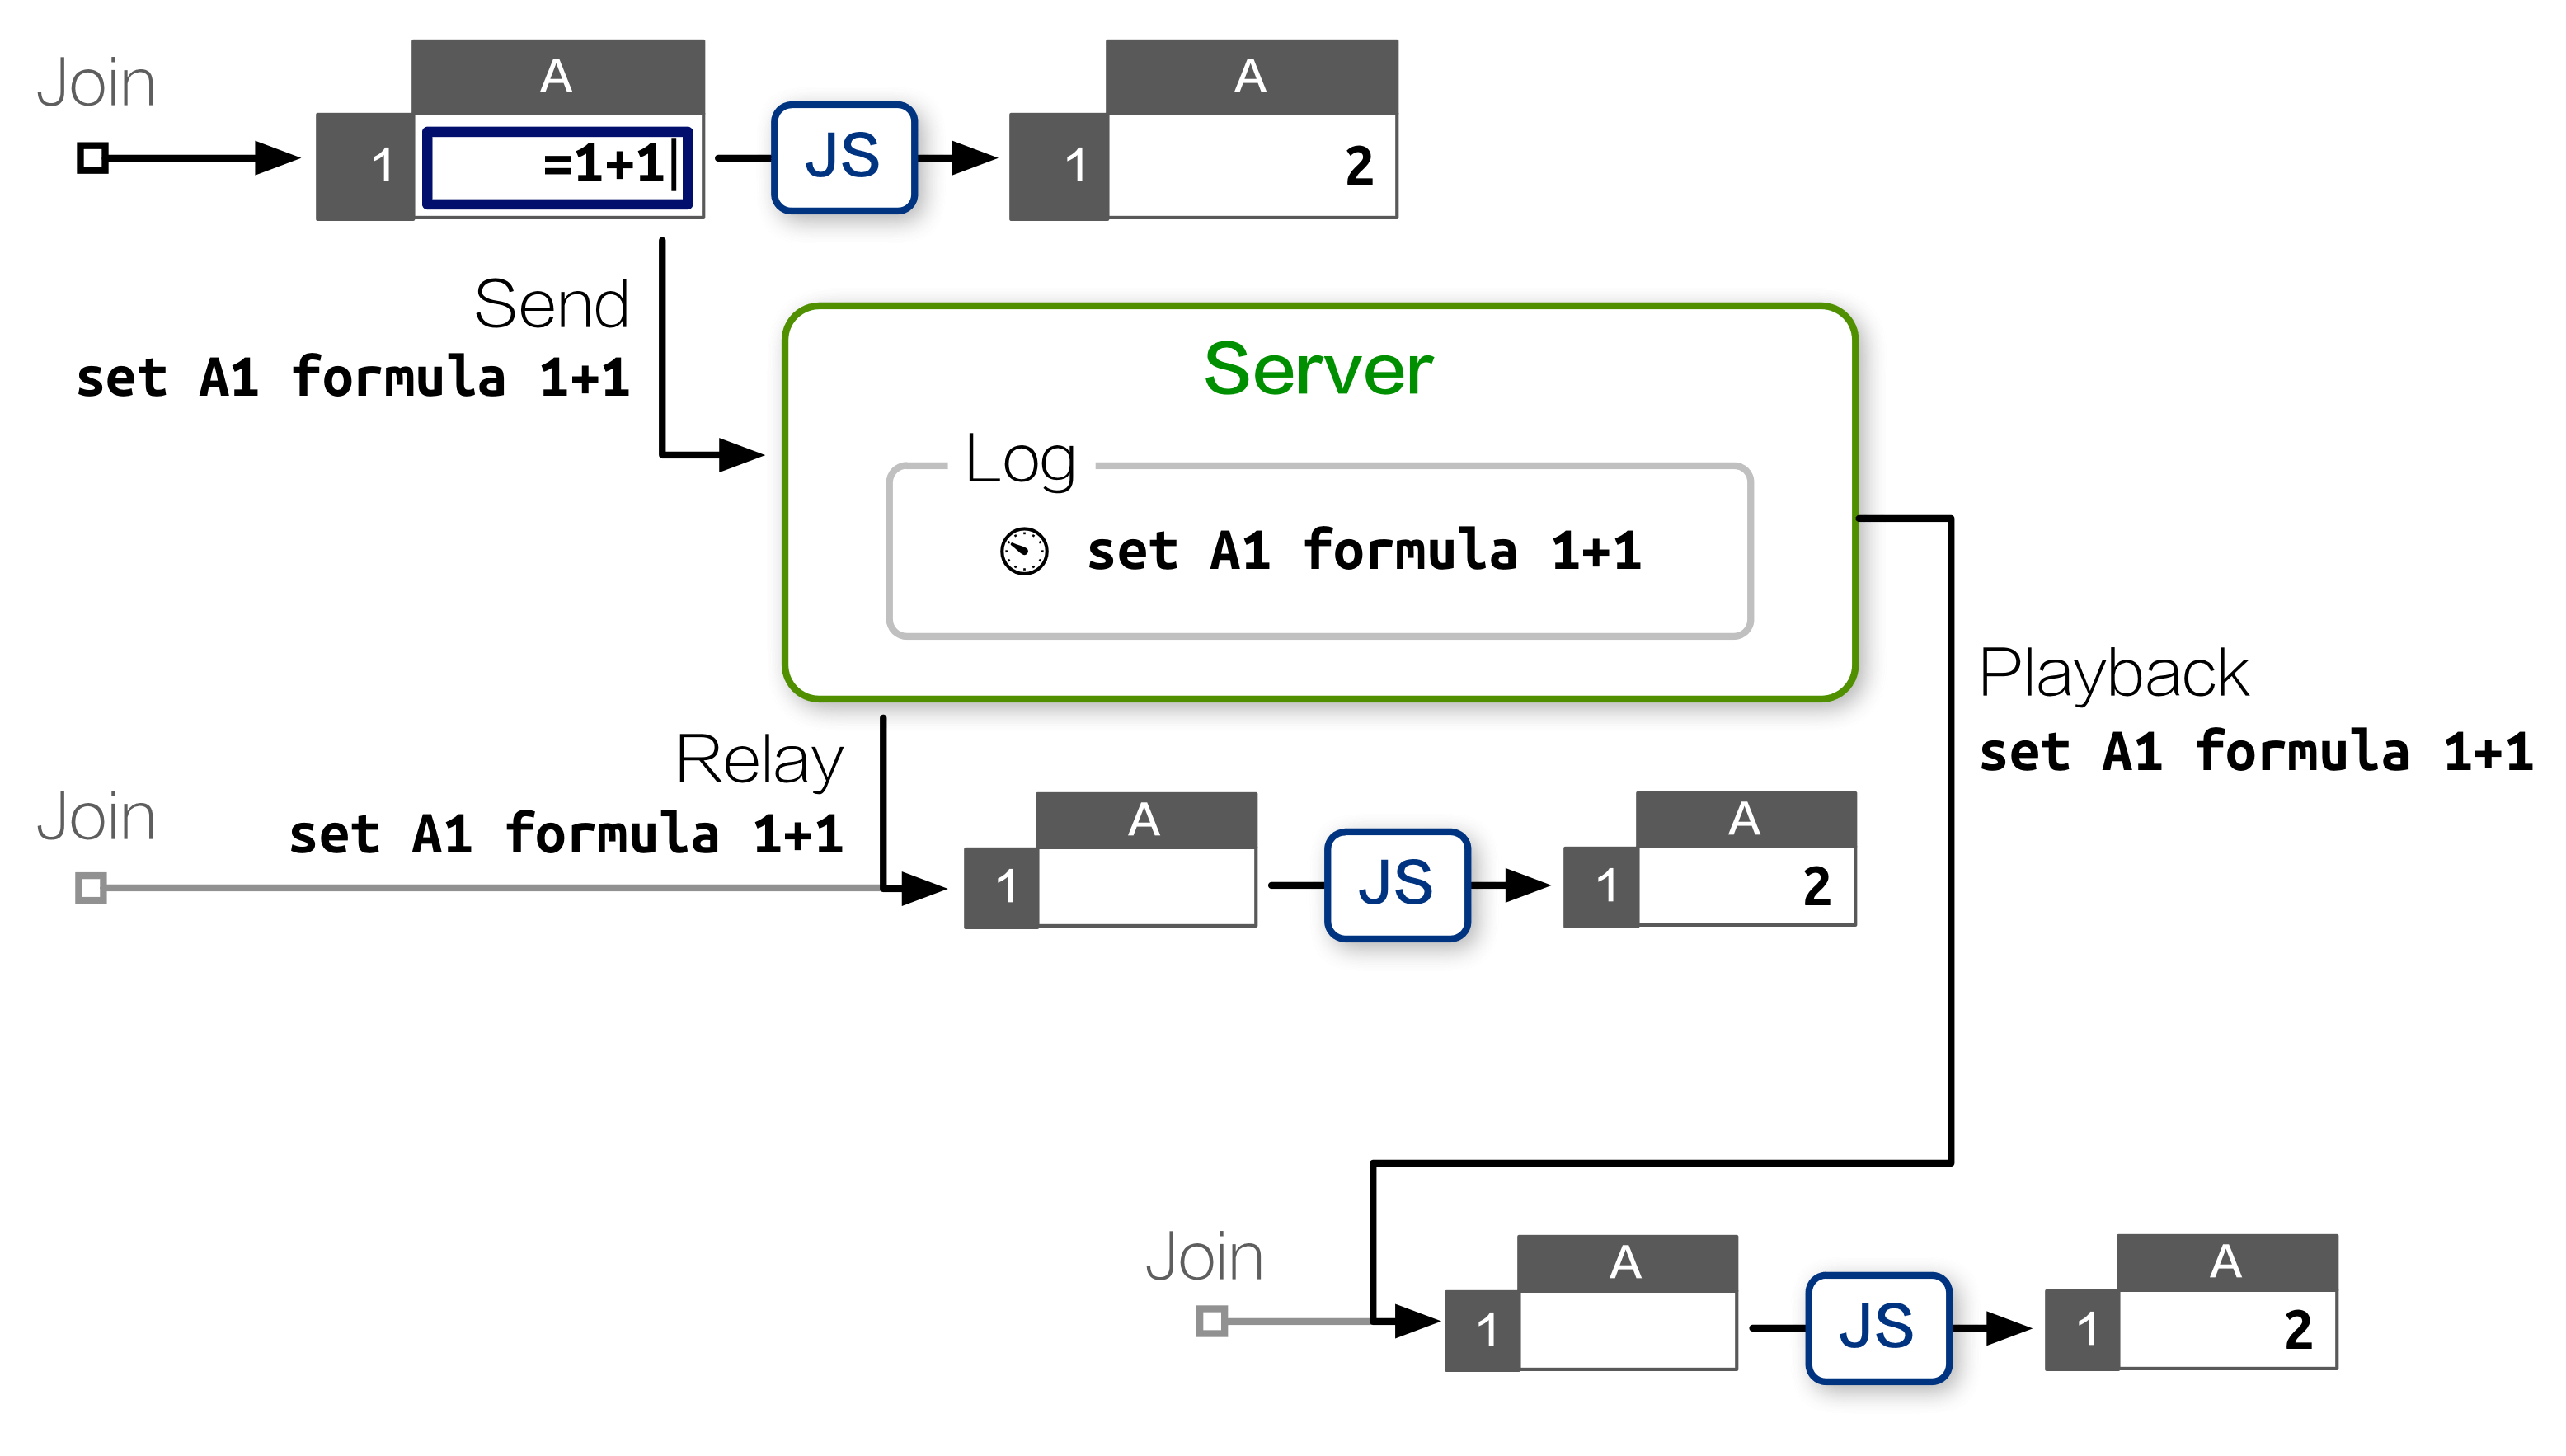 Join
A
1
=1+1
JS
A
1
2
Send
set A1 formula 1+1
Server
Log
set A1 formula 1+1
Playback
set A1 formula 1+1
Relay
set A1 formula 1+1
Join
A
1
JS
A
1
2
Join
A
1
JS
A
1
2